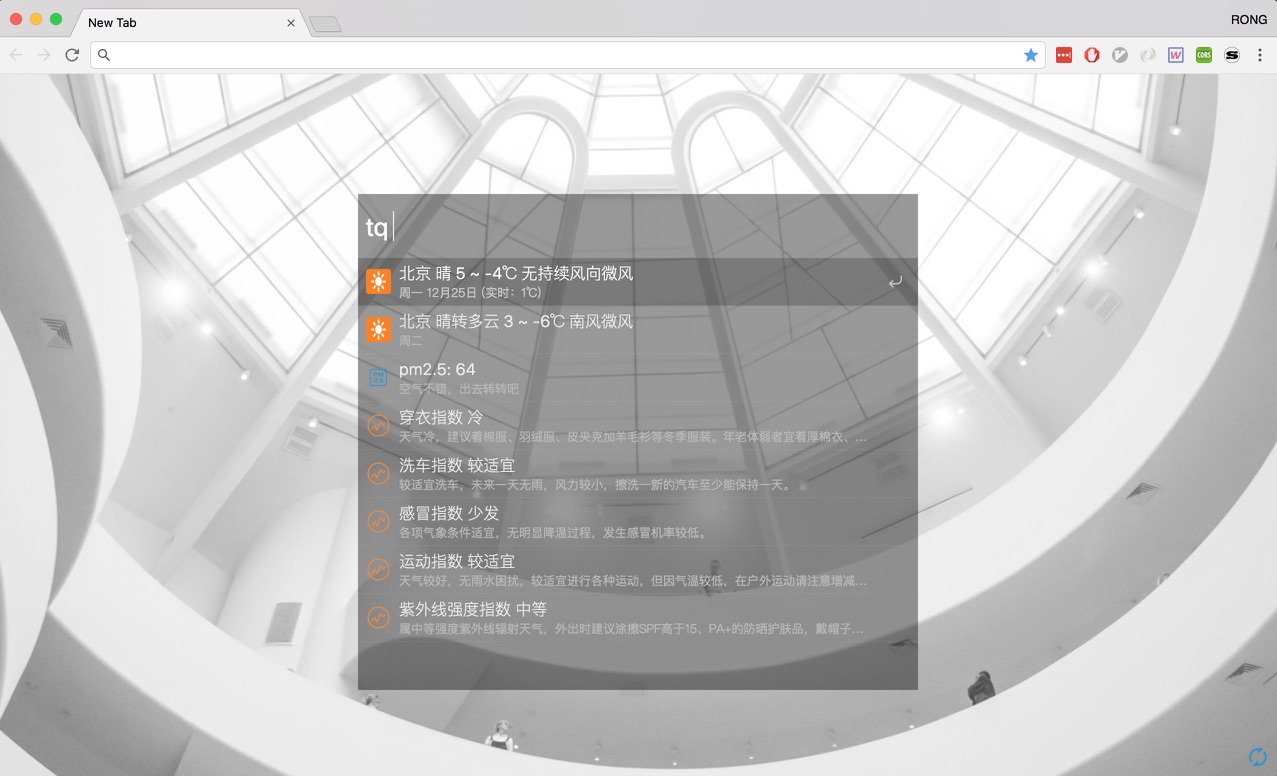 New Tab
RONG
CORS
tq
北京 晴 5 ~ -4℃ 无持续风向微风
周一 12月25日 (实时：1℃)
北京 晴转多云 3 ~ -6℃ 南风微风
周二
PM 2.5
pm2.5: 64
空气不错，出去转转吧
穿衣指数 冷
天气冷，建议着棉服、羽绒服、皮夹克加羊毛衫等冬季服装。年老体弱者宜着厚棉衣、...
洗车指数 较适宜
较适宜洗车，未来一天无雨，风力较小，擦洗一新的汽车至少能保持一天。
感冒指数 少发
各项气象条件适宜，无明显降温过程，发生感冒机率较低。
运动指数 较适宜
天气较好，无雨水困扰，较适宜进行各种运动，但因气温较低，在户外运动请注意增减...
紫外线强度指数 中等
属中等强度紫外线辐射天气，外出时建议涂擦SPF高于15、PA+的防晒护肤品，戴帽子...